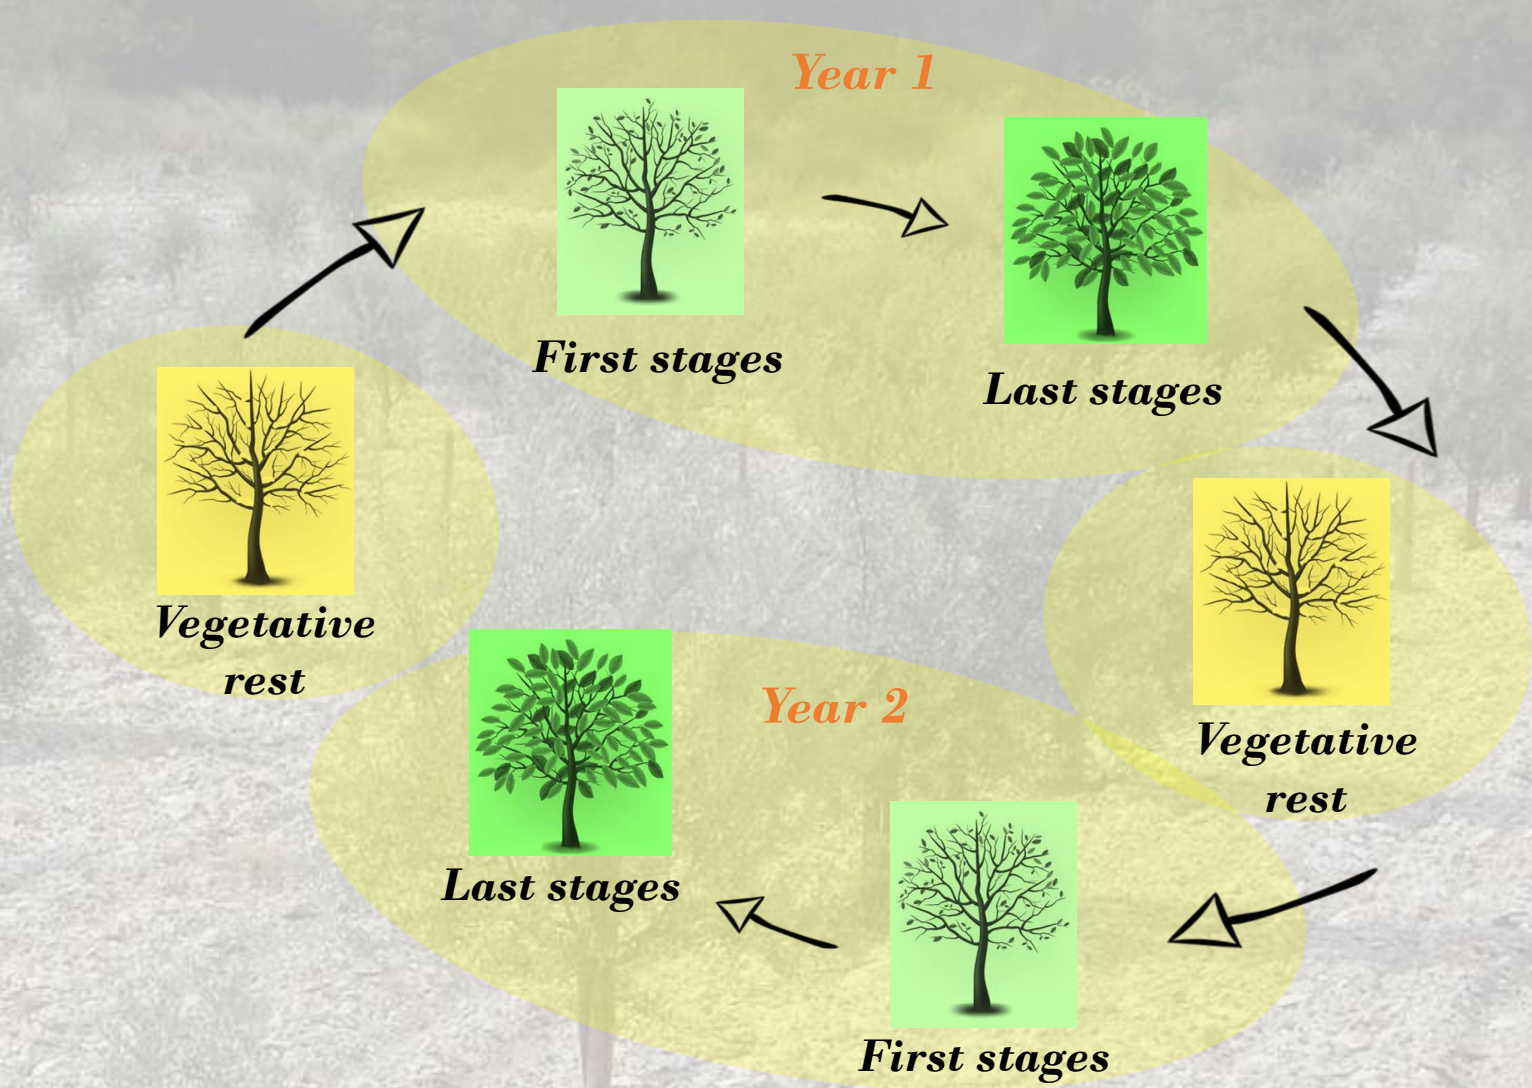 Year 1
First stages
Last stages
Vegetative
rest
Vegetative
rest
Year 2
Last stages
First stages